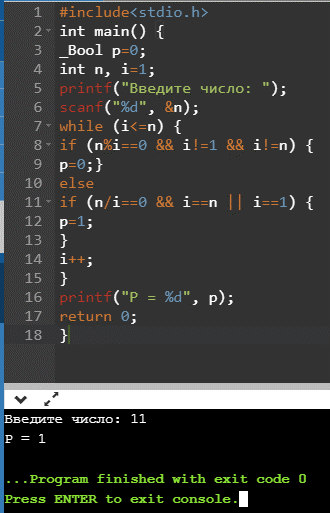 1 #include<stdio.h>
2 int main() {
3 _Bool p=0;
4 int n, i=1;
5 printf("Введите число: ");
6 scanf("%d", &n);
7 while (i<=n) {
8 if (n%i==0 && i!=1 && i!=n) {
9 p=0;}
10 else
11 if (n/i==0 && i==n || i==1) {
12 p=1;
13 }
14 i++;
15 }
16 printf("P = %d", p);
17 return 0;
18 }
Введите число: 11
P = 1
...Program finished with exit code 0
Press ENTER to exit console.